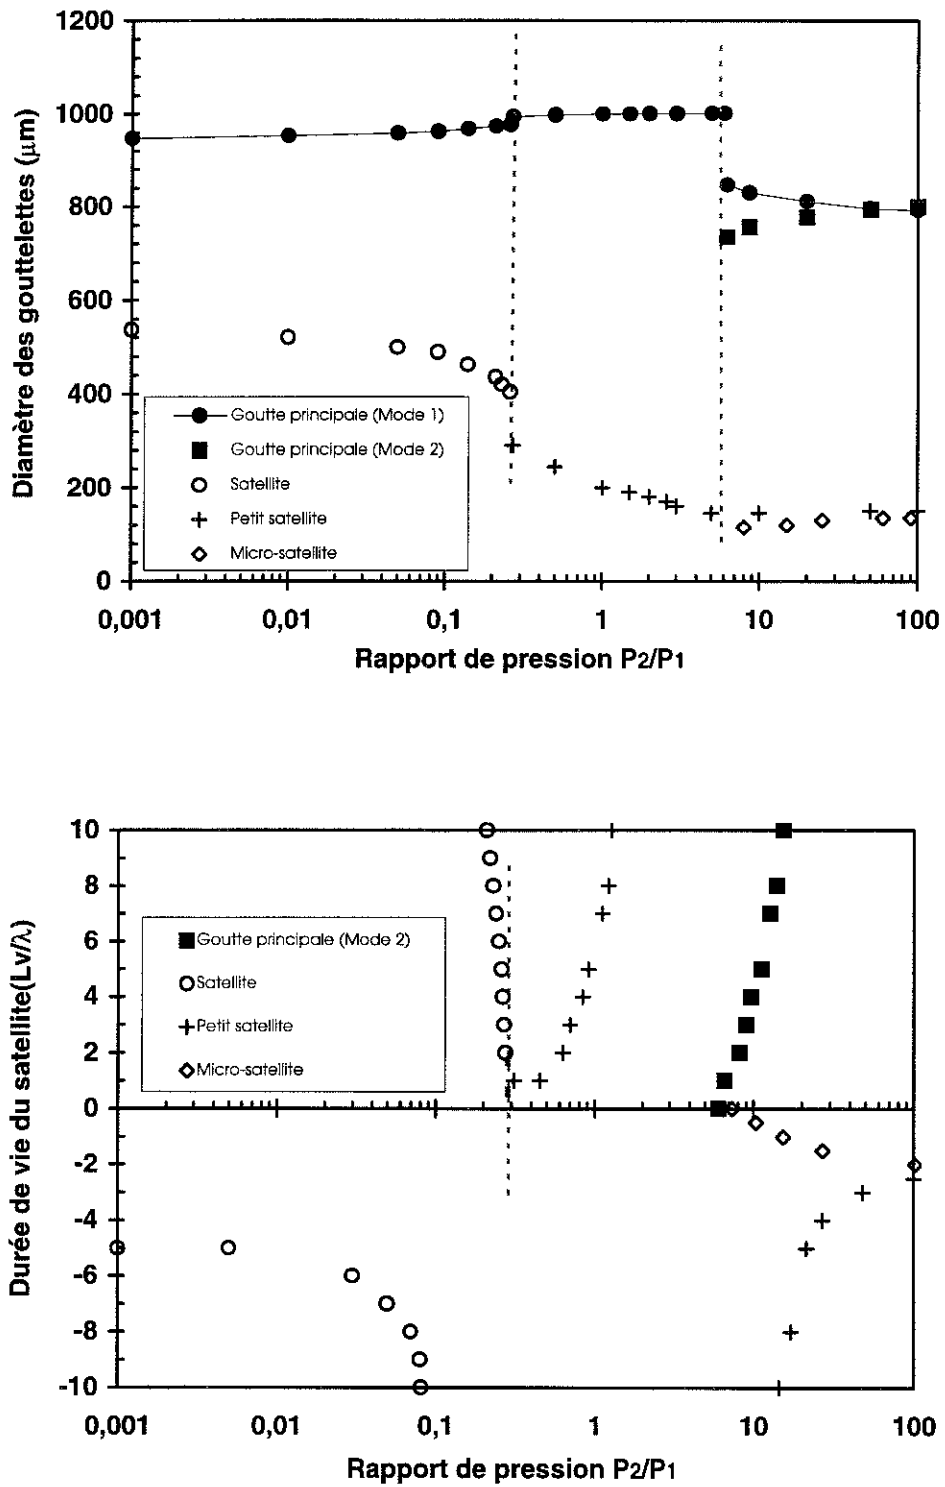 1200
1000
800
600
400
200
0
Diamètre des gouttelettes (µm)
Goutte principale (Mode 1)
Goutte principale (Mode 2)
Satellite
Petit satellite
Micro-satellite
0,001 0,01 0,1 1 10 100
Rapport de pression P2/P1
10
8
6
4
2
0
-2
-4
-6
-8
-10
Durée de vie du satellite(Lv/λ)
Goutte principale (Mode 2)
Satellite
Petit satellite
Micro-satellite
0,001 0,01 0,1 1 10 100
Rapport de pression P2/P1